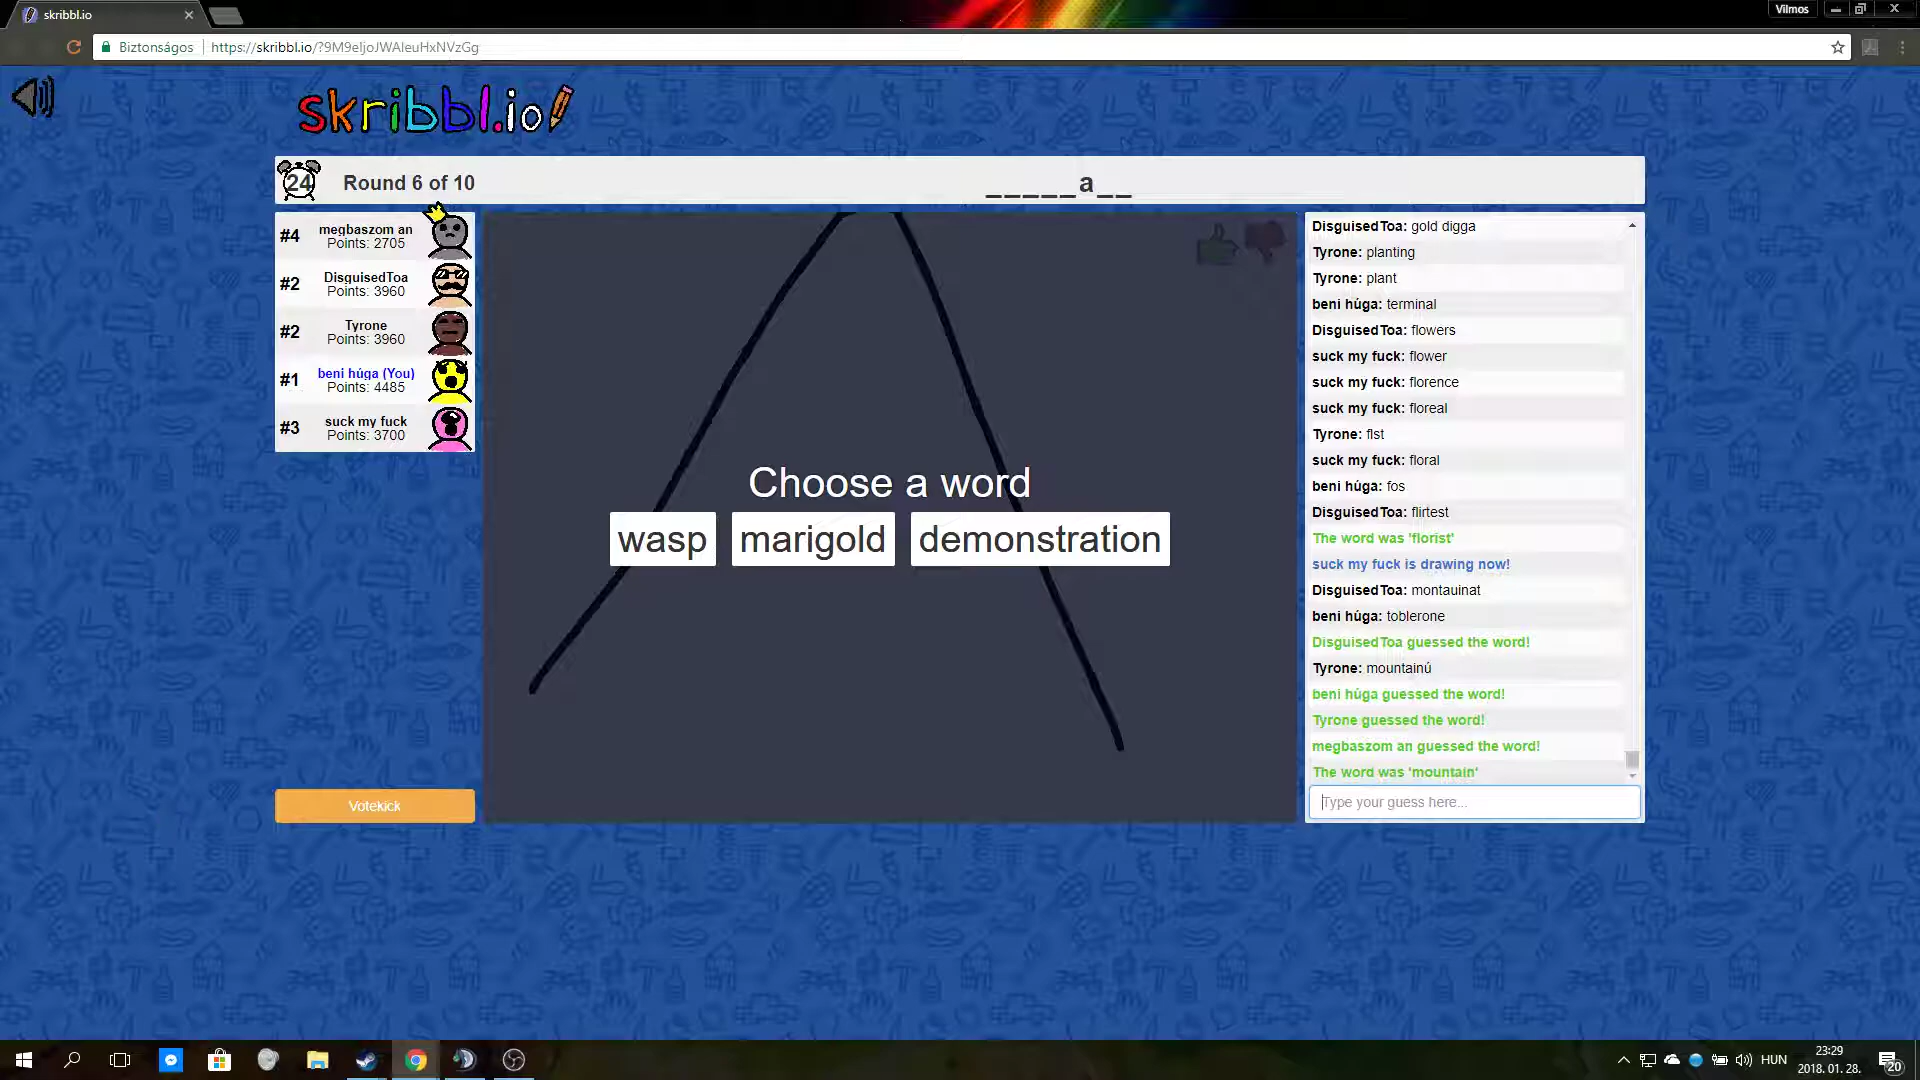 skribbl.io
Vilmos
Biztonságos
https://skribbl.io/?9M9eljoJWAleuHxNVzGg
skribbl.io
24
Round 6 of 10
_____a__
#4
megbaszom an
Points: 2705
#2
DisguisedToa
Points: 3960
#2
Tyrone
Points: 3960
#1
beni húga (You)
Points: 4485
#3
suck my fuck
Points: 3700
Votekick
Choose a word
wasp marigold demonstration
DisguisedToa: gold digga
Tyrone: planting
Tyrone: plant
beni húga: terminal
DisguisedToa: flowers
suck my fuck: flower
suck my fuck: florence
suck my fuck: floreal
Tyrone: flst
suck my fuck: floral
beni húga: fos
DisguisedToa: flirtest
The word was 'florist'
suck my fuck is drawing now!
DisguisedToa: montauinat
beni húga: toblerone
DisguisedToa guessed the word!
Tyrone: mountainú
beni húga guessed the word!
Tyrone guessed the word!
megbaszom an guessed the word!
The word was 'mountain'
Type your guess here...
HUN
23:29
2018. 01. 28.
20